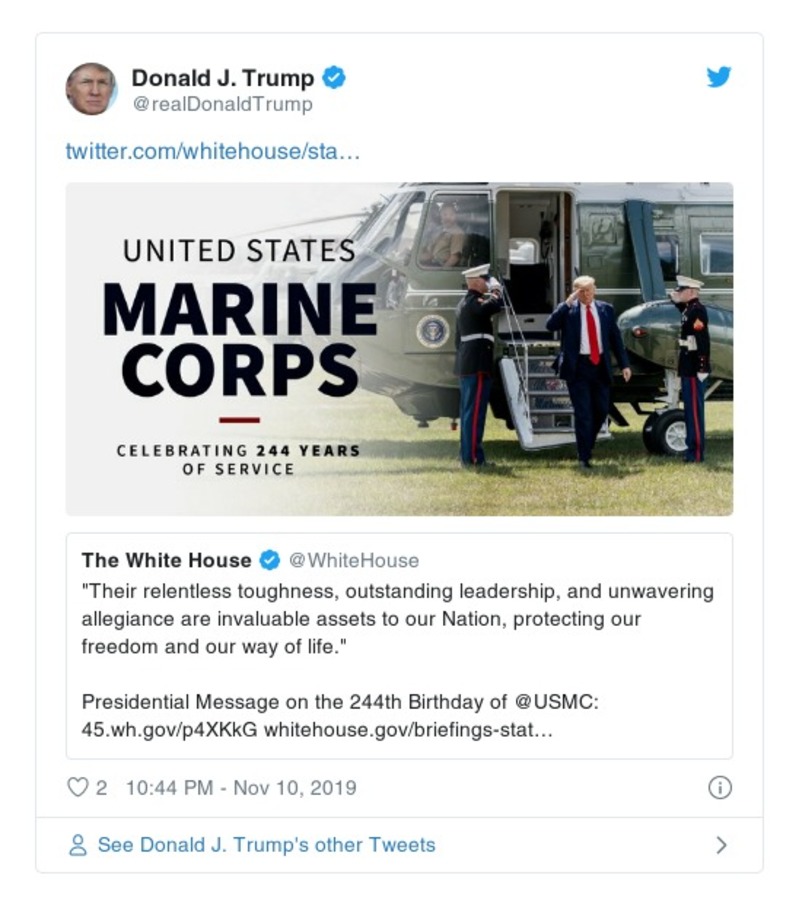 Donald J. Trump
@realDonaldTrump
twitter.com/whitehouse/sta…
UNITED STATES
MARINE
CORPS
CELEBRATING 244 YEARS
OF SERVICE
The White House @WhiteHouse
"Their relentless toughness, outstanding leadership, and unwavering
allegiance are invaluable assets to our Nation, protecting our
freedom and our way of life."
Presidential Message on the 244th Birthday of @USMC:
45.wh.gov/p4XKkG whitehouse.gov/briefings-stat…
2 10:44 PM - Nov 10, 2019
See Donald J. Trump's other Tweets